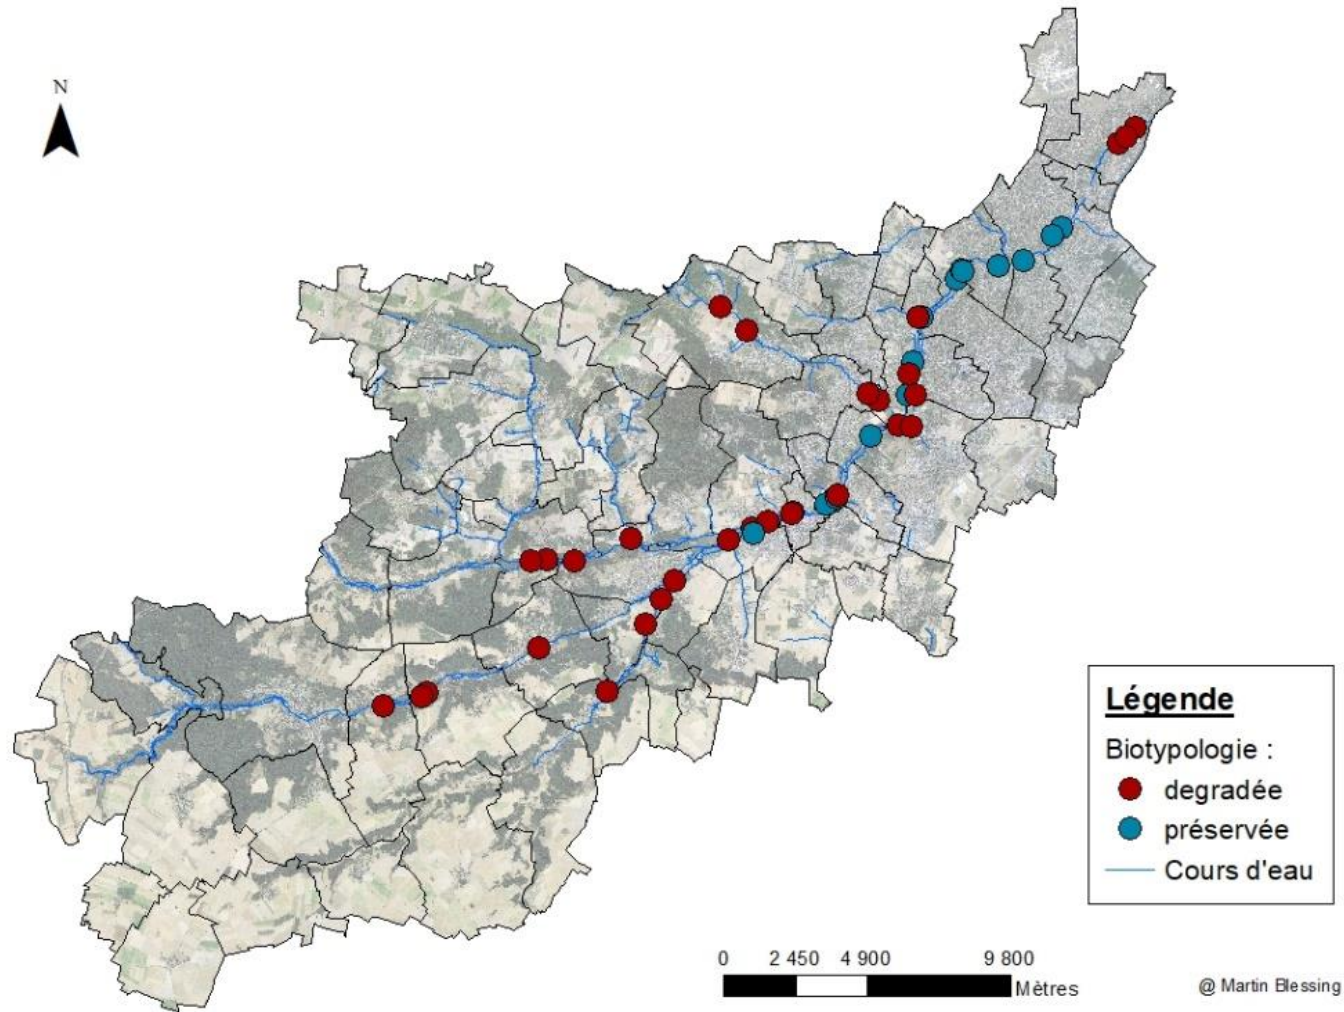 N
Légende
Biotypologie :
degradée
préservée
Cours d'eau
0 2 450 4 900 9 800
Mètres
@ Martin Blessing